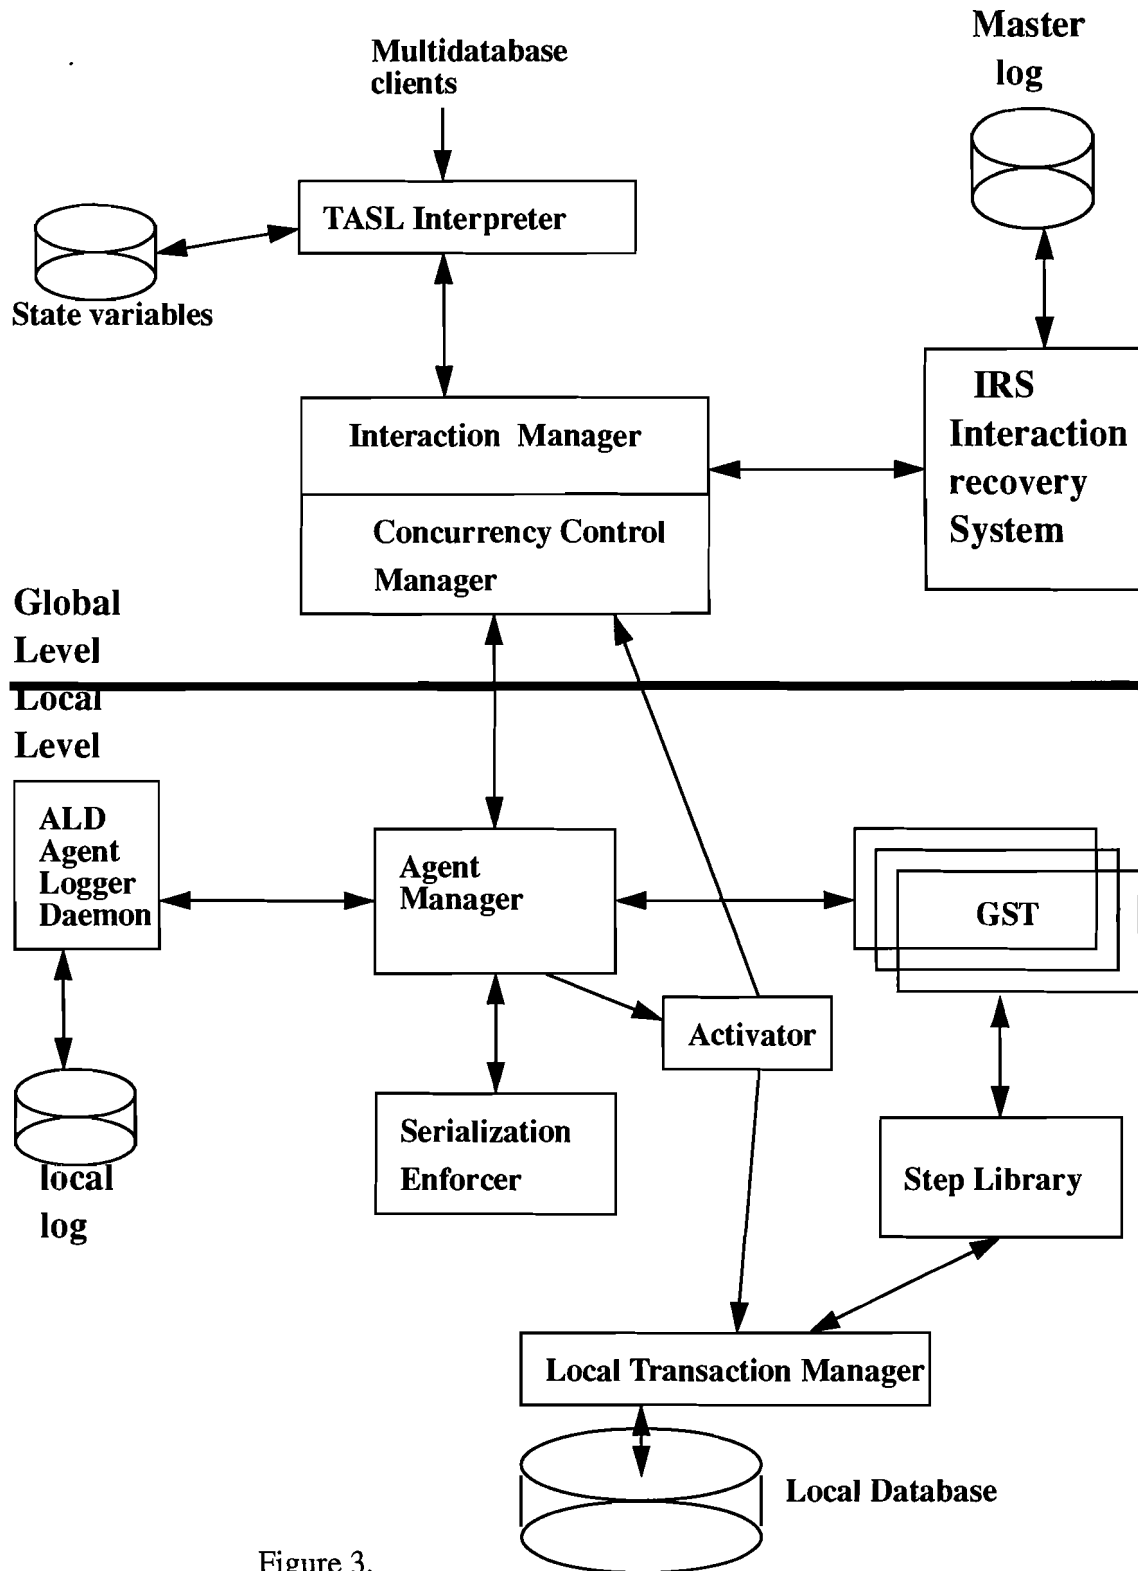 Multidatabase
clients
Master
log
TASL Interpreter
State variables
IRS
Interaction
recovery
System
Interaction Manager
Concurrency Control
Manager
Global
Level
Local
Level
ALD
Agent
Logger
Daemon
Agent
Manager
GST
Activator
Serialization
Enforcer
Step Library
local
log
Local Transaction Manager
Local Database
Figure 3.